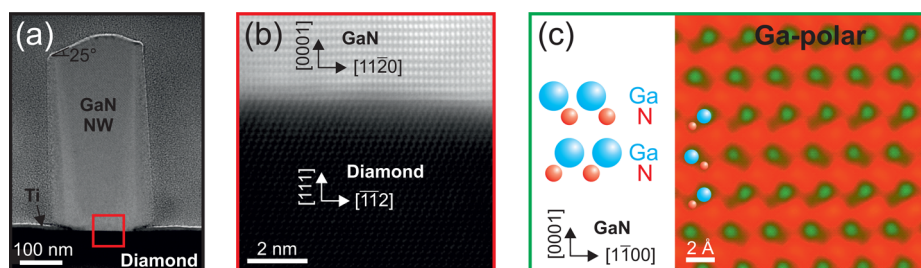 (a)
25°
GaN
NW
Ti
100 nm
Diamond
(b)
GaN
[0001]
[112̅0]
Diamond
[111]
[1̅1̅2]
2 nm
(c)
Ga-polar
Ga
N
Ga
N
GaN
[0001]
[11̅00]
2 Å